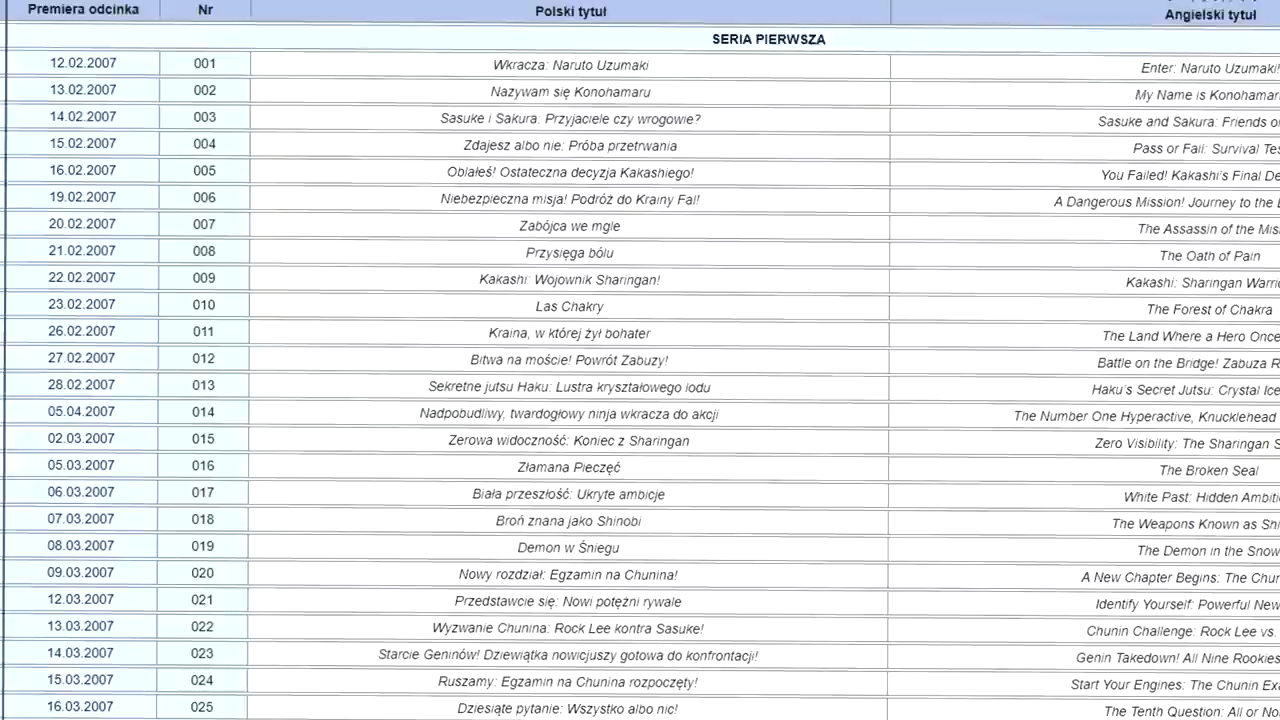 Premiera odcinka Nr Polski tytuł Angielski tytuł
SERIA PIERWSZA
12.02.2007 001 Wkracza: Naruto Uzumaki Enter: Naruto Uzumaki!
13.02.2007 002 Nazywam się Konohamaru My Name is Konohamar
14.02.2007 003 Sasuke i Sakura: Przyjaciele czy wrogowie? Sasuke and Sakura: Friends o
15.02.2007 004 Zdajesz albo nie: Próba przetrwania Pass or Fail: Survival Tes
16.02.2007 005 Oblałeś! Ostateczna decyzja Kakashiego! You Failed! Kakashi's Final De
19.02.2007 006 Niebezpieczna misja! Podróż do Krainy Fal! A Dangerous Mission! Journey to the
20.02.2007 007 Zabójca we mgle The Assassin of the Mis
21.02.2007 008 Przysięga bólu The Oath of Pain
22.02.2007 009 Kakashi: Wojownik Sharingan! Kakashi: Sharingan Warri
23.02.2007 010 Las Chakry The Forest of Chakra
26.02.2007 011 Kraina, w której żył bohater The Land Where a Hero Once
27.02.2007 012 Bitwa na moście! Powrót Zabuzy! Battle on the Bridge! Zabuza R
28.02.2007 013 Sekretne jutsu Haku: Lustra kryształowego lodu Haku's Secret Jutsu: Crystal Ice
05.04.2007 014 Nadpobudliwy, twardogłowy ninja wkracza do akcji The Number One Hyperactive, Knucklehead
02.03.2007 015 Zerowa widoczność: Koniec z Sharingan Zero Visibility: The Sharingan S
05.03.2007 016 Złamana Pieczęć The Broken Seal
06.03.2007 017 Biała przeszłość: Ukryte ambicje White Past: Hidden Ambiti
07.03.2007 018 Broń znana jako Shinobi The Weapons Known as Shi
08.03.2007 019 Demon w Śniegu The Demon in the Snow
09.03.2007 020 Nowy rozdział: Egzamin na Chunina! A New Chapter Begins: The Chun
12.03.2007 021 Przedstawcie się: Nowi potężni rywale Identify Yourself: Powerful New
13.03.2007 022 Wyzwanie Chunina: Rock Lee kontra Sasuke! Chunin Challenge: Rock Lee vs.
14.03.2007 023 Starcie Geninów! Dziewiątka nowicjuszy gotowa do konfrontacji! Genin Takedown! All Nine Rookies
15.03.2007 024 Ruszamy: Egzamin na Chunina rozpoczęty! Start Your Engines: The Chunin Ex
16.03.2007 025 Dziesiąte pytanie: Wszystko albo nic! The Tenth Question: All or No